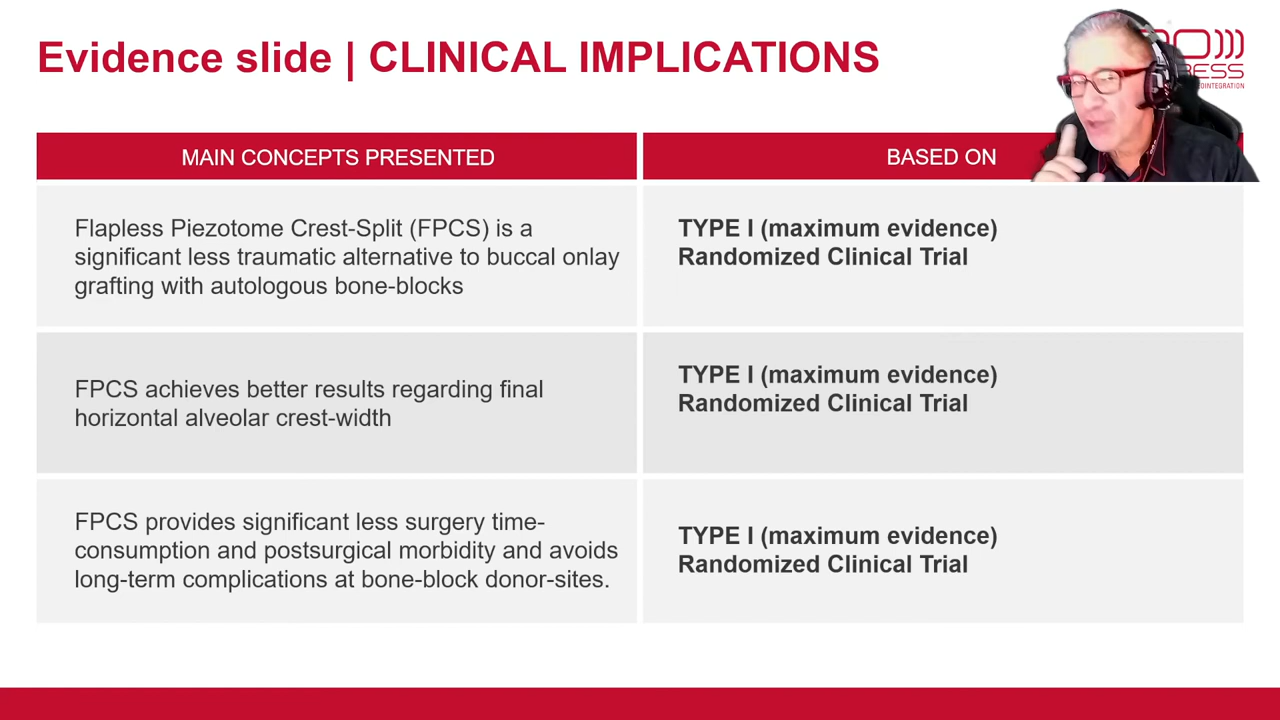 Evidence slide | CLINICAL IMPLICATIONS
MAIN CONCEPTS PRESENTED
BASED ON
Flapless Piezotome Crest-Split (FPCS) is a
significant less traumatic alternative to buccal onlay
grafting with autologous bone-blocks
TYPE I (maximum evidence)
Randomized Clinical Trial
FPCS achieves better results regarding final
horizontal alveolar crest-width
TYPE I (maximum evidence)
Randomized Clinical Trial
FPCS provides significant less surgery time-
consumption and postsurgical morbidity and avoids
long-term complications at bone-block donor-sites.
TYPE I (maximum evidence)
Randomized Clinical Trial